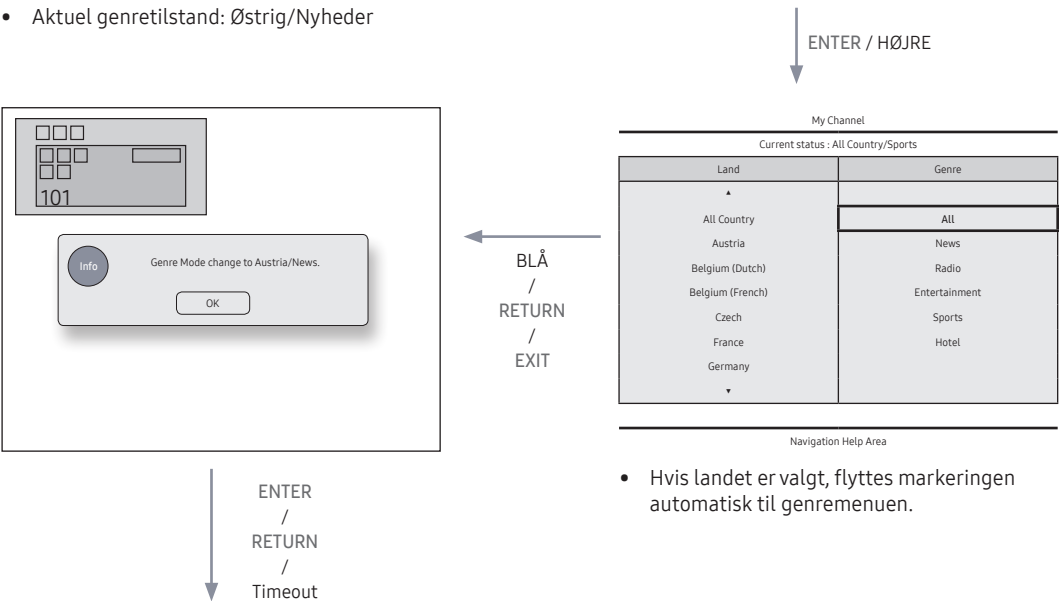 • Aktuel genretilstand: Østrig/Nyheder
ENTER / HØJRE
101
Info
Genre Mode change to Austria/News.
OK
BLÅ
/
RETURN
/
EXIT
My Channel
Current status : All Country/Sports
Land Genre
▲
All Country All
Austria News
Belgium (Dutch) Radio
Belgium (French) Entertainment
Czech Sports
France Hotel
Germany
▼
Navigation Help Area
• Hvis landet er valgt, flyttes markeringen
automatisk til genremenuen.
ENTER
/
RETURN
/
Timeout